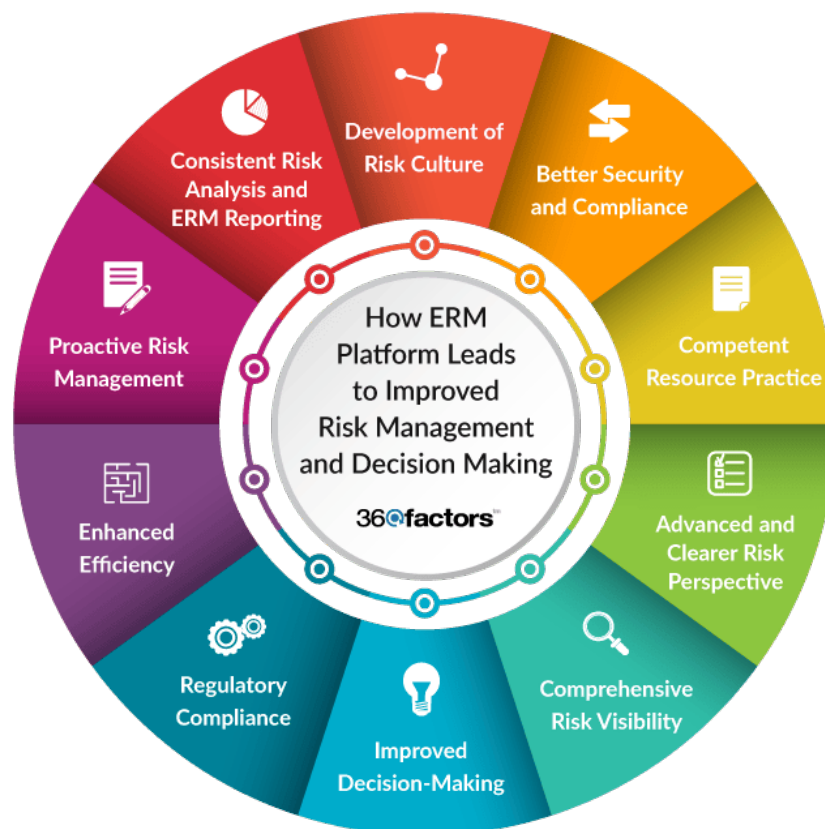 Development of
Risk Culture
Better Security
and Compliance
Competent
Resource Practice
Advanced and
Clearer Risk
Perspective
Comprehensive
Risk Visibility
Improved
Decision-Making
Regulatory
Compliance
Enhanced
Efficiency
Proactive Risk
Management
Consistent Risk
Analysis and
ERM Reporting
How ERM
Platform Leads
to Improved
Risk Management
and Decision Making
360factors